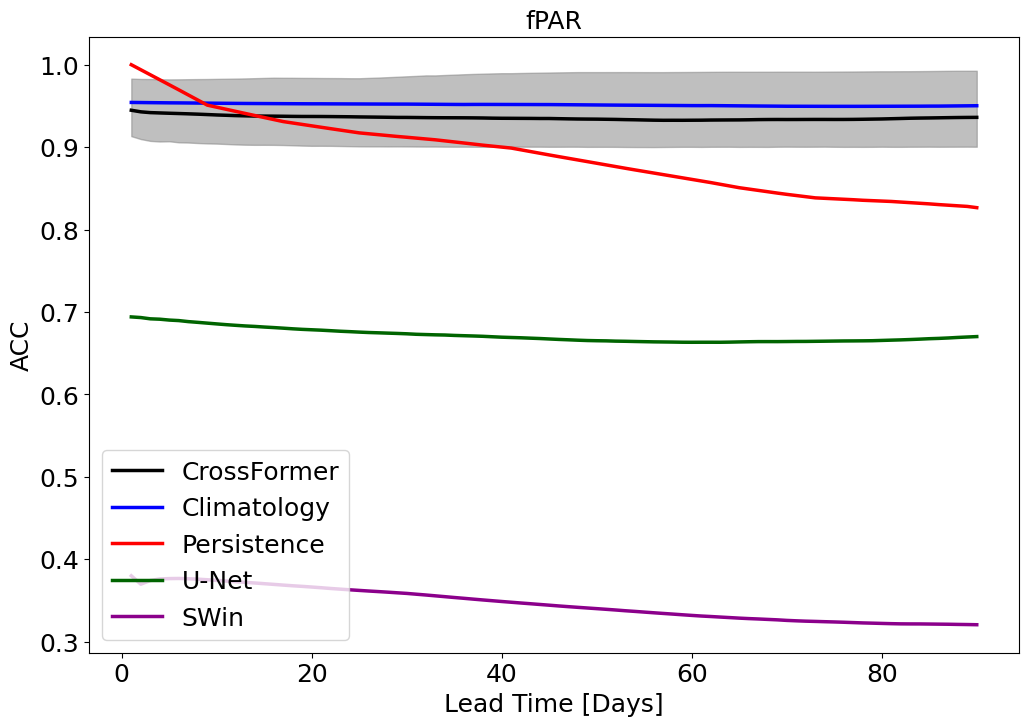 fPAR
ACC
1.0
0.9
0.8
0.7
0.6
0.5
0.4
0.3
CrossFormer
Climatology
Persistence
U-Net
SWin
0 20 40 60 80
Lead Time [Days]